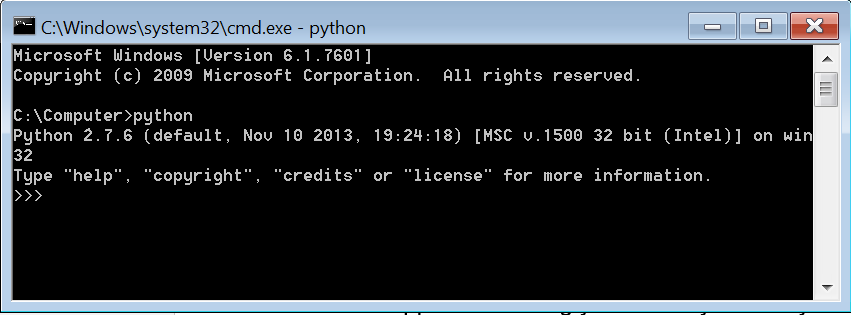 C:\Windows\system32\cmd.exe - python
Microsoft Windows [Version 6.1.7601]
Copyright (c) 2009 Microsoft Corporation.  All rights reserved.
C:\Computer>python
Python 2.7.6 (default, Nov 10 2013, 19:24:18) [MSC v.1500 32 bit (Intel)] on win
32
Type "help", "copyright", "credits" or "license" for more information.
>>>